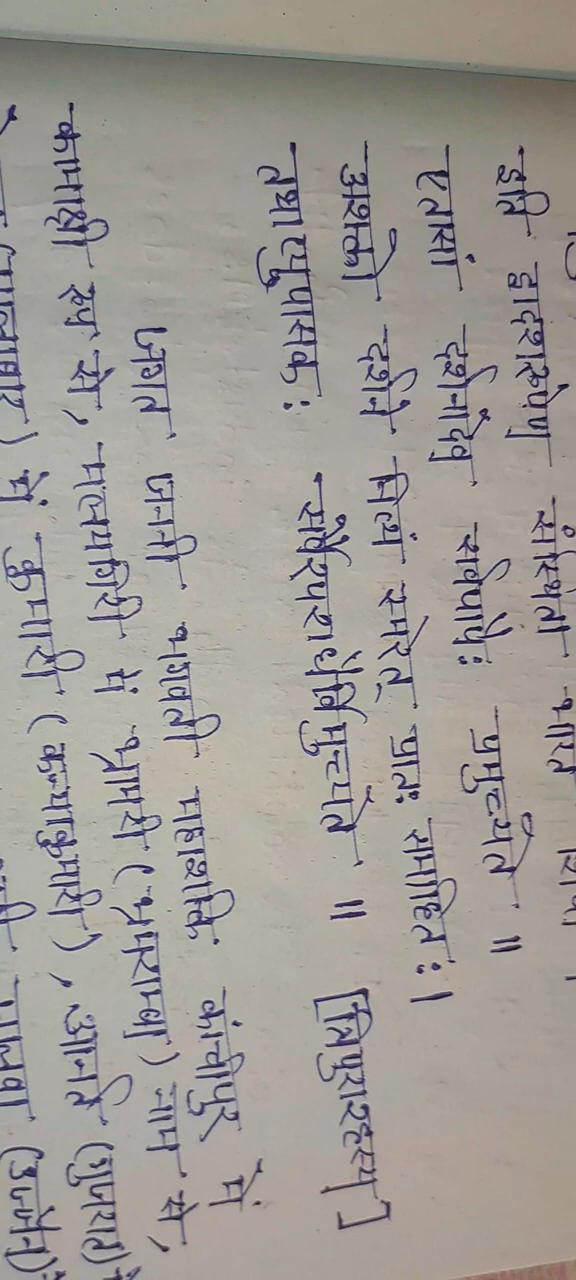 इति द्वादशरूपेण संस्थिता भारते शिवा ।
एतासां दर्शनादेव सर्वपापैः प्रमुच्यते ॥
अशक्तो दर्शने नित्यं स्मरेत् प्रातः समाहितः ।
तथाप्युपासकः सर्वैरपराधैर्विमुच्यते ॥ [त्रिपुरारहस्य]
जगत जननी भगवती महाशक्ति कांचीपुर में
कामाक्षी रूप से, मलयगिरी में भ्रामरी (भ्रमराम्बा) नाम से,
(मालाबार) में कुमारी (कन्याकुमारी), आनर्त (गुजरात)
मालवा (उज्जैन)